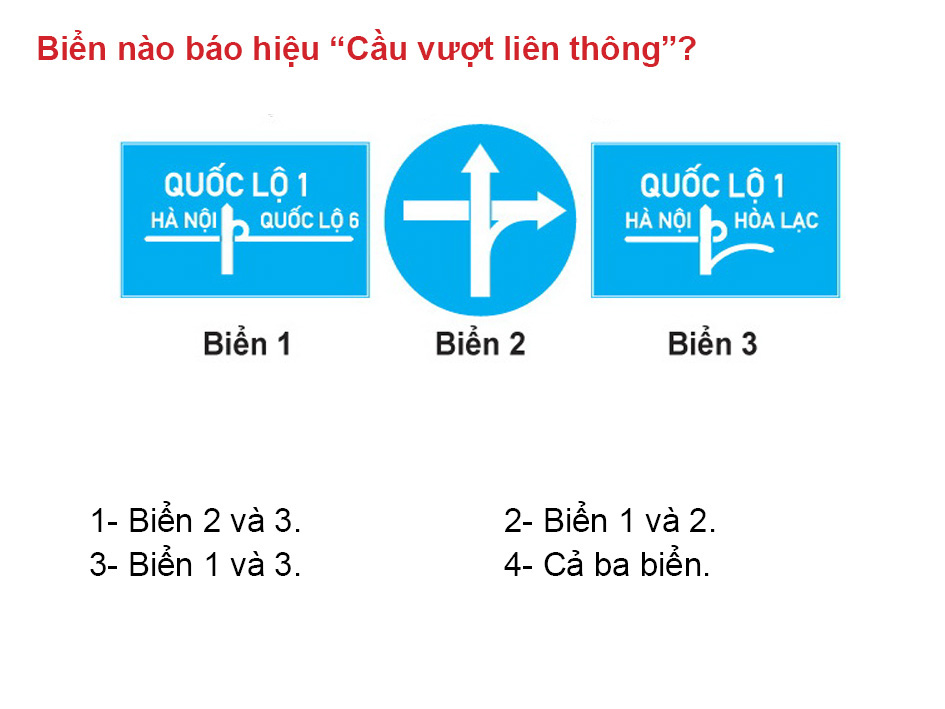 Biển nào báo hiệu “Cầu vượt liên thông”?
QUỐC LỘ 1
HÀ NỘI QUỐC LỘ 6
QUỐC LỘ 1
HÀ NỘI HÒA LẠC
Biển 1 Biển 2 Biển 3
1- Biển 2 và 3. 2- Biển 1 và 2.
3- Biển 1 và 3. 4- Cả ba biển.